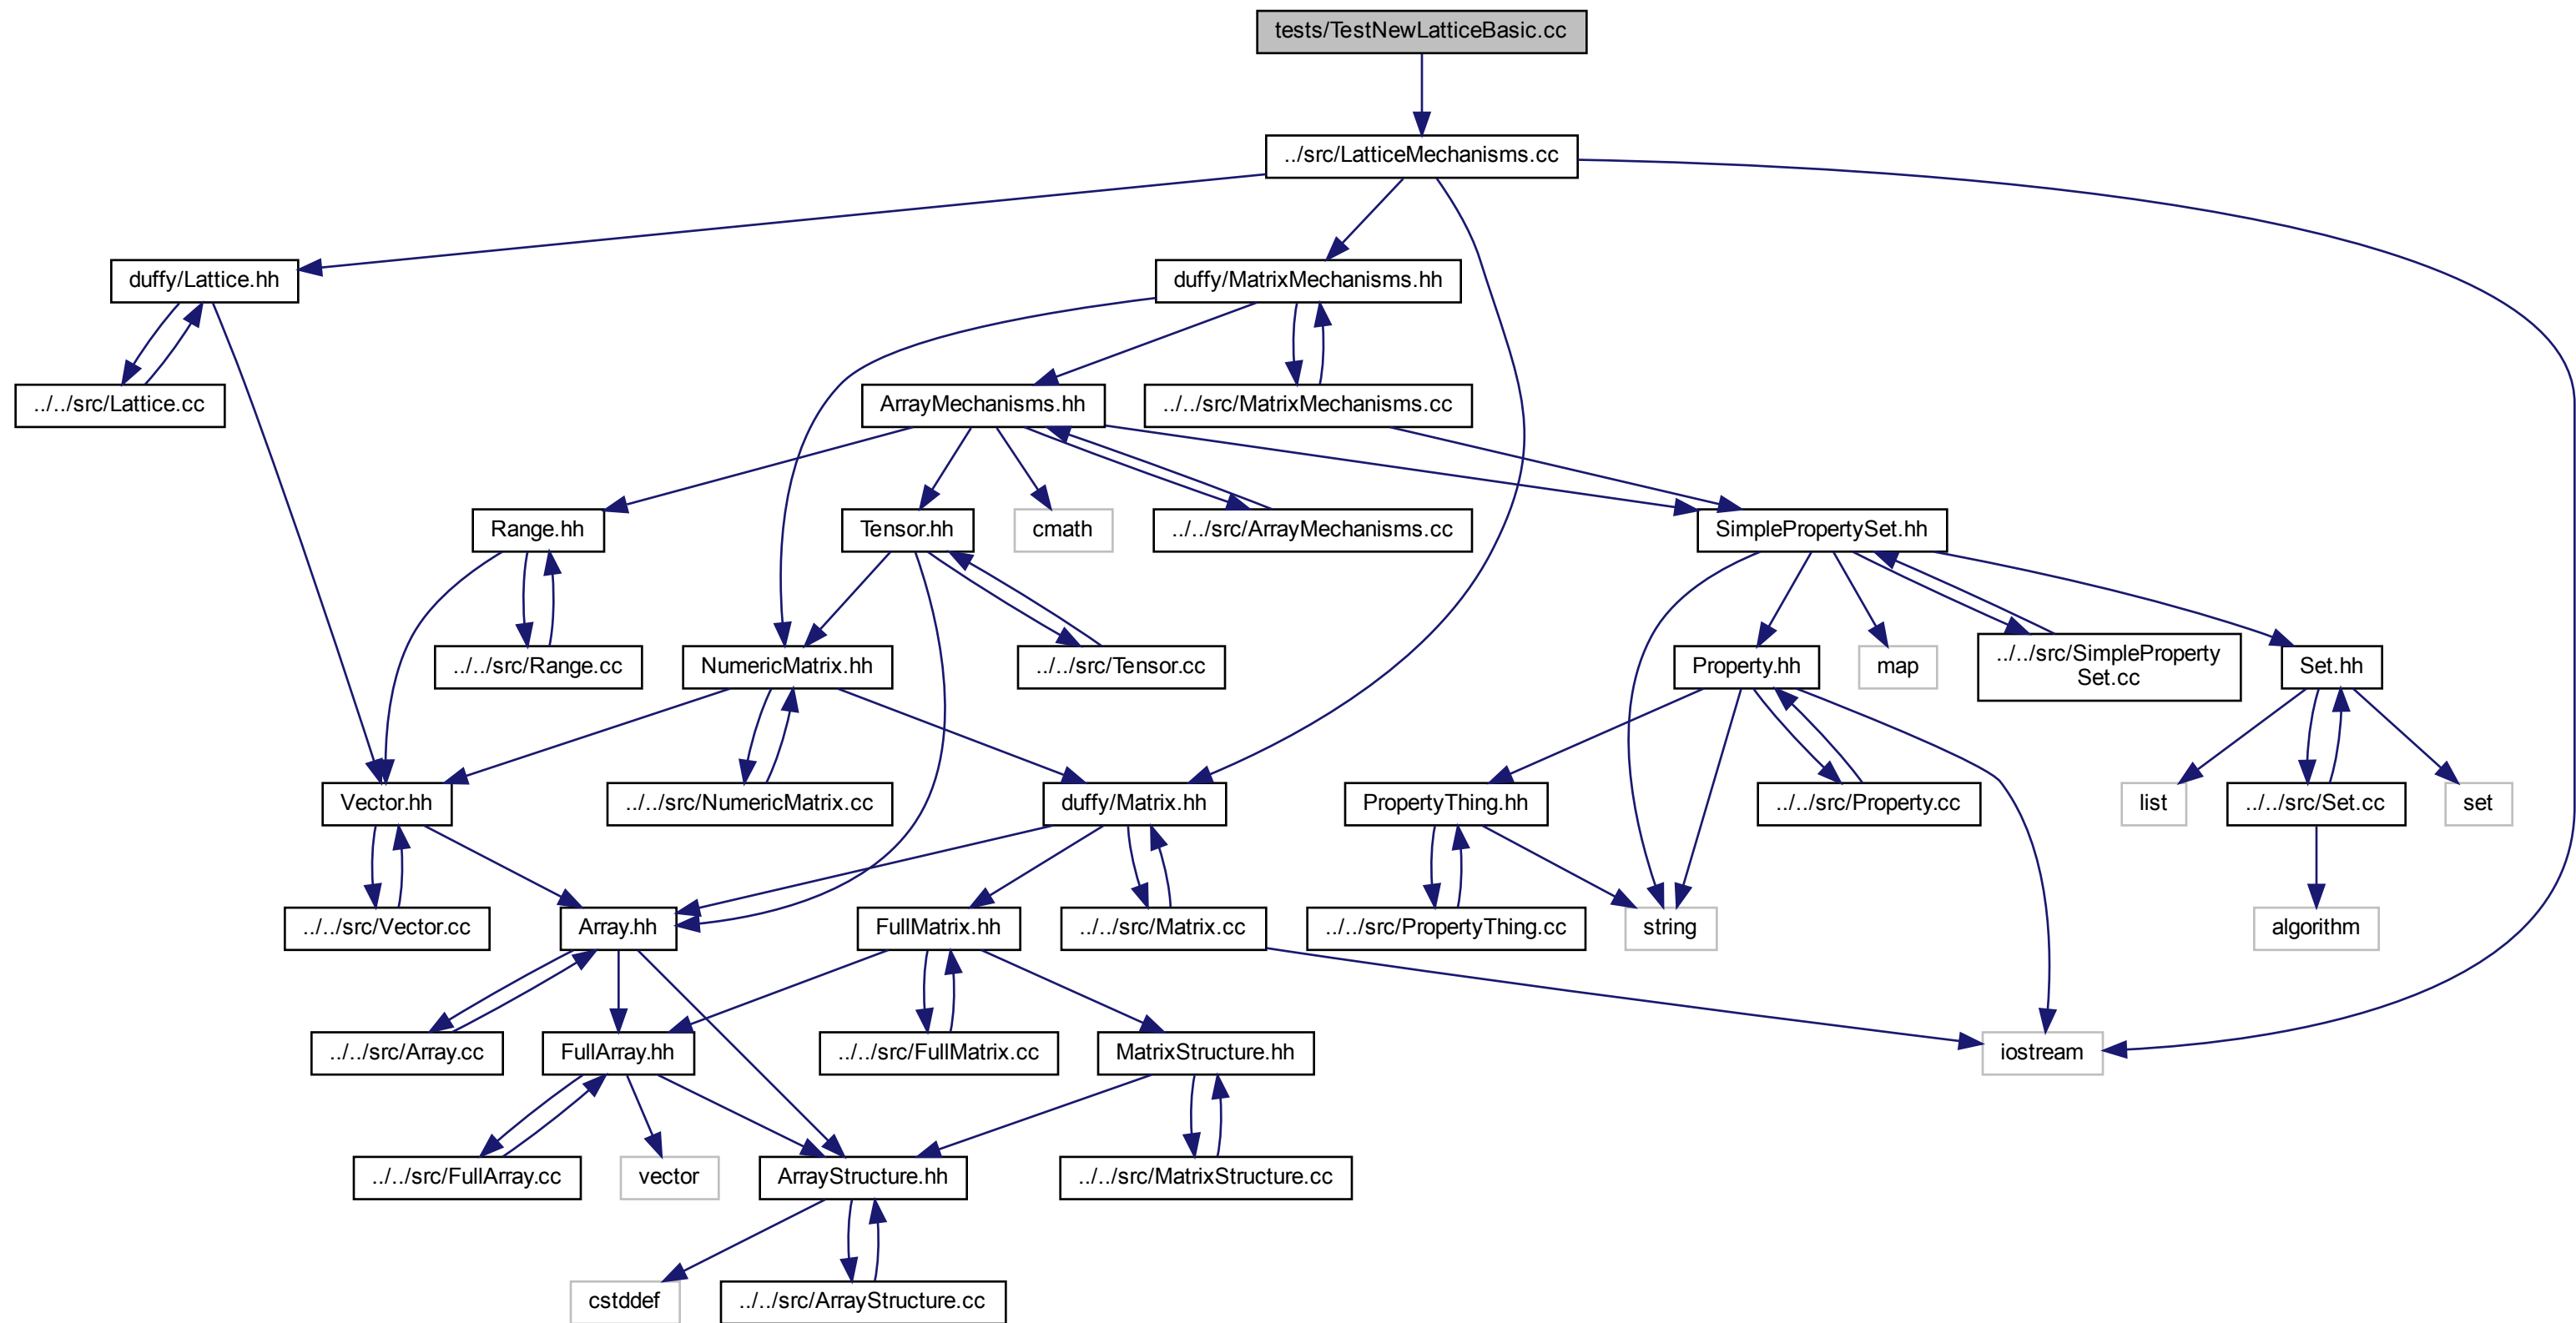 tests/TestNewLatticeBasic.cc
../src/LatticeMechanisms.cc
duffy/Lattice.hh
duffy/MatrixMechanisms.hh
../../src/Lattice.cc
ArrayMechanisms.hh
../../src/MatrixMechanisms.cc
Range.hh
Tensor.hh
cmath
../../src/ArrayMechanisms.cc
SimplePropertySet.hh
../../src/Range.cc
NumericMatrix.hh
../../src/Tensor.cc
Property.hh
map
../../src/SimpleProperty
Set.cc
Set.hh
Vector.hh
../../src/NumericMatrix.cc
duffy/Matrix.hh
PropertyThing.hh
../../src/Property.cc
list
../../src/Set.cc
set
../../src/Vector.cc
Array.hh
FullMatrix.hh
../../src/Matrix.cc
../../src/PropertyThing.cc
string
algorithm
../../src/Array.cc
FullArray.hh
../../src/FullMatrix.cc
MatrixStructure.hh
iostream
../../src/FullArray.cc
vector
ArrayStructure.hh
../../src/MatrixStructure.cc
cstddef
../../src/ArrayStructure.cc